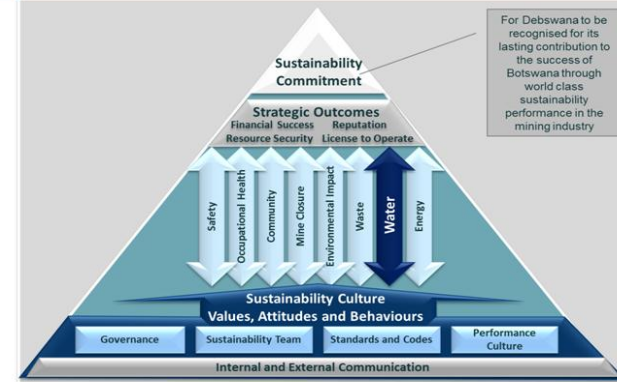 For Debswana to be
recognised for its
lasting contribution to
the success of
Botswana through
world class
sustainability
performance in the
mining industry
Sustainability
Commitment
Strategic Outcomes
Financial Success Reputation
Resource Security License to Operate
Safety
Occupational Health
Community
Mine Closure
Environmental Impact
Waste
Water
Energy
Sustainability Culture
Values, Attitudes and Behaviours
Governance
Sustainability Team
Standards and Codes
Performance
Culture
Internal and External Communication